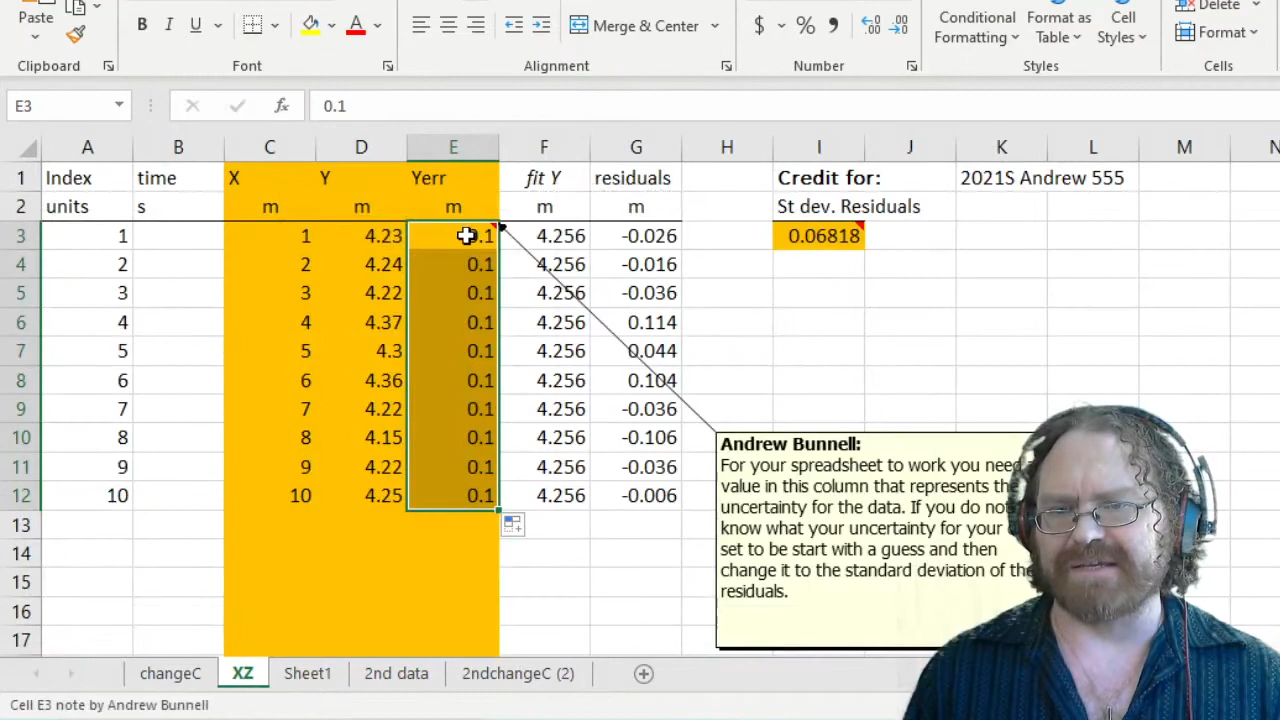 Paste
B I U
Merge & Center
$ % 9
Conditional Formatting
Format as Table
Cell Styles
Delete
Format
Clipboard
Font
Alignment
Number
Styles
Cells
E3
fx
0.1
A B C D E F G H I J K L M N
1 Index time X Y Yerr fit Y residuals Credit for: 2021S Andrew 555
2 units s m m m m m St dev. Residuals
3 1 1 4.23 0.1 4.256 -0.026 0.06818
4 2 2 4.24 0.1 4.256 -0.016
5 3 3 4.22 0.1 4.256 -0.036
6 4 4 4.37 0.1 4.256 0.114
7 5 5 4.3 0.1 4.256 0.044
8 6 6 4.36 0.1 4.256 0.104
9 7 7 4.22 0.1 4.256 -0.036
10 8 8 4.15 0.1 4.256 -0.106
11 9 9 4.22 0.1 4.256 -0.036
12 10 10 4.25 0.1 4.256 -0.006
13
14
15
16
17
Andrew Bunnell:
For your spreadsheet to work you need
value in this column that represents the
uncertainty for the data. If you do not
know what your uncertainty for your
set to be start with a guess and then
change it to the standard deviation of the
residuals.
changeC XZ Sheet1 2nd data 2ndchangeC (2)
Cell E3 note by Andrew Bunnell